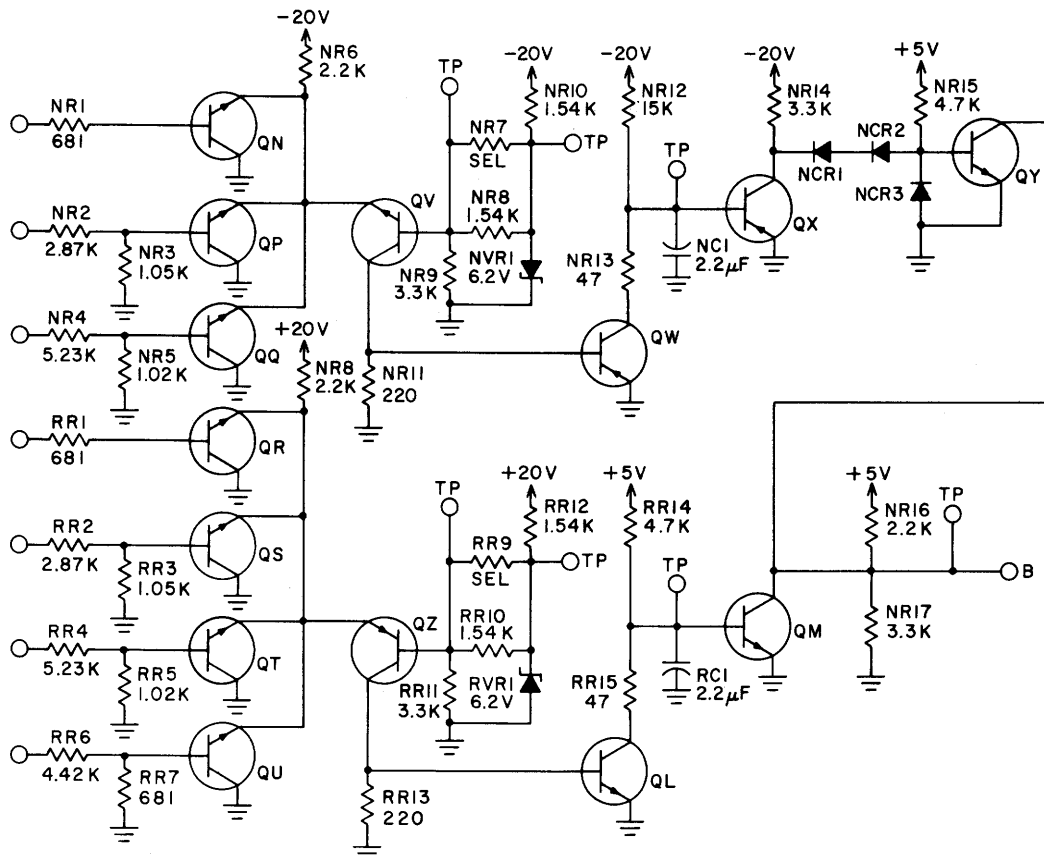 -20V
NR6
2.2K
NR1
681
QN
NR2
2.87K
NR3
1.05K
QP
NR4
5.23K
NR5
1.02K
QQ
+20V
NR8
2.2K
RR1
681
QR
RR2
2.87K
RR3
1.05K
QS
RR4
5.23K
RR5
1.02K
QT
RR6
4.42K
RR7
681
QU
TP
-20V
NR10
1.54K
NR7
SEL
TP
QV
NR8
1.54K
NR9
3.3K
NVR1
6.2V
NR11
220
-20V
NR12
15K
TP
NR13
47
NC1
2.2μF
QW
-20V
NR14
3.3K
NCR1
NCR2
QX
+5V
NR15
4.7K
NCR3
QY
TP
+20V
RR12
1.54K
RR9
SEL
TP
QZ
RR10
1.54K
RR11
3.3K
RVR1
6.2V
RR13
220
+5V
RR14
4.7K
TP
RR15
47
RC1
2.2μF
QL
QM
+5V
NR16
2.2K
TP
B
NR17
3.3K